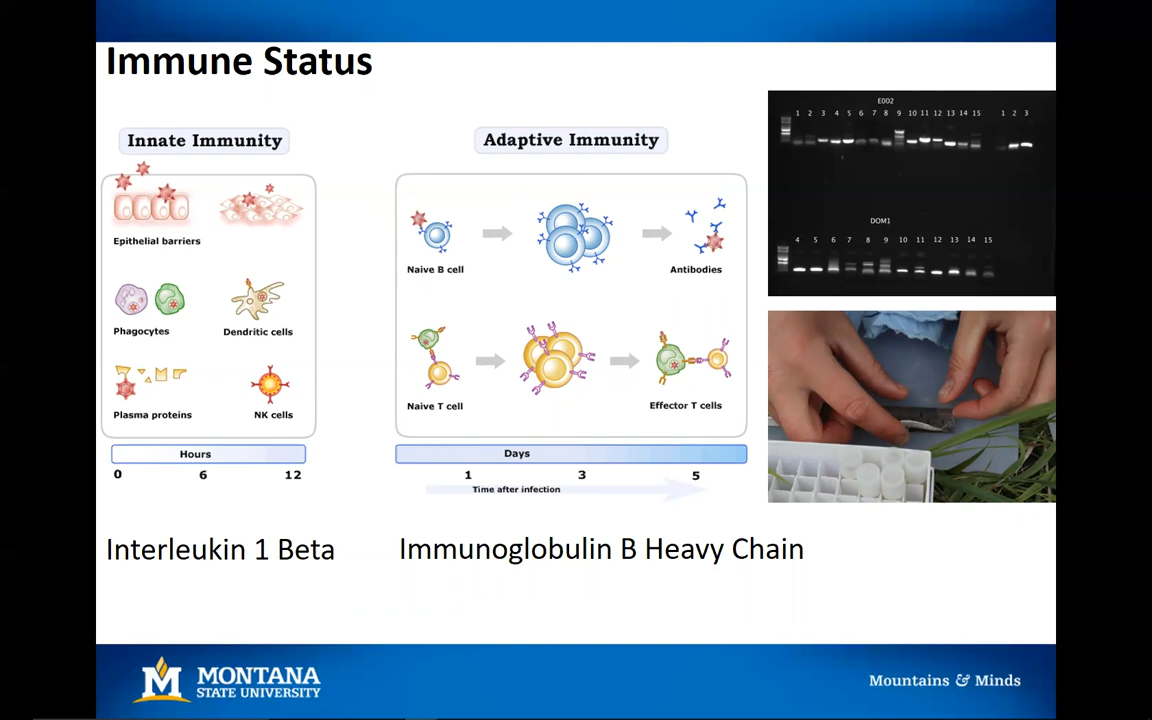 Immune Status
Innate Immunity
Epithelial barriers
Phagocytes
Dendritic cells
Plasma proteins
NK cells
Hours
0 6 12
Adaptive Immunity
Naive B cell
Antibodies
Naive T cell
Effector T cells
Days
1 3 5
Time after infection
E002
1 2 3 4 5 6 7 8 9 10 11 12 13 14 15 1 2 3
DOM1
4 5 6 7 8 9 10 11 12 13 14 15
Interleukin 1 Beta
Immunoglobulin B Heavy Chain
M MONTANA
STATE UNIVERSITY
Mountains & Minds